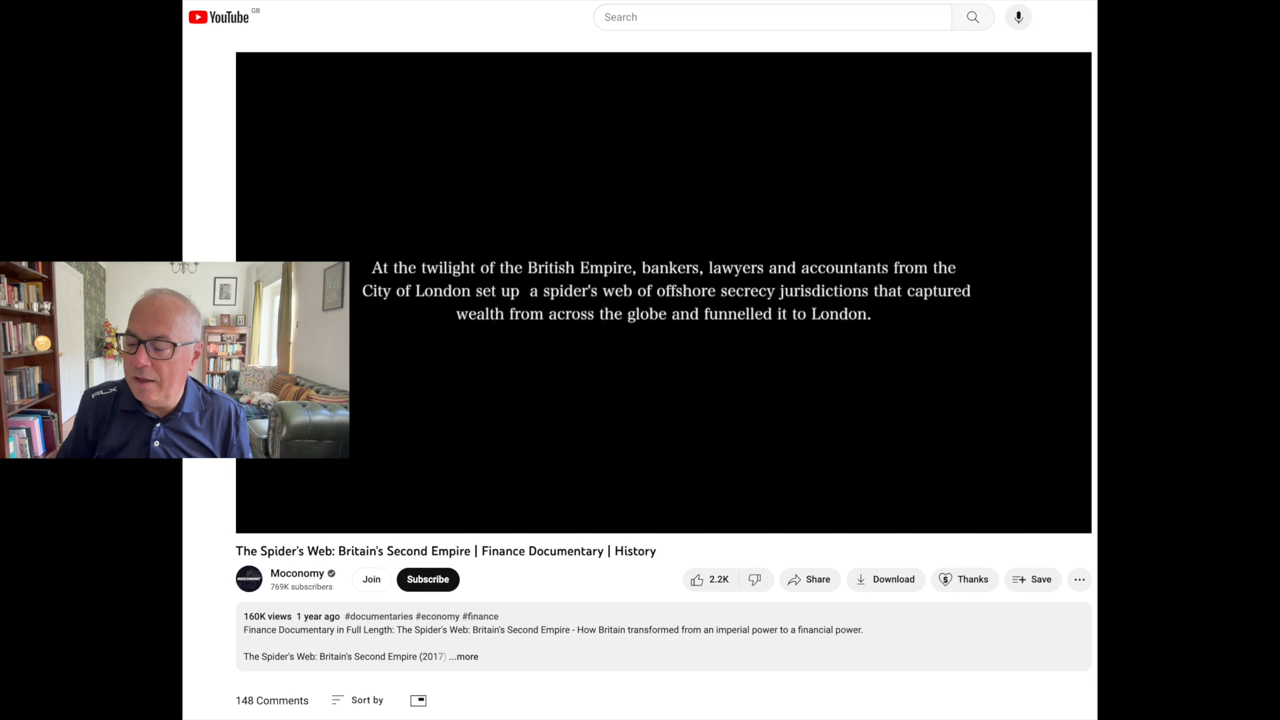 YouTube GB
Search
At the twilight of the British Empire, bankers, lawyers and accountants from the
City of London set up a spider's web of offshore secrecy jurisdictions that captured
wealth from across the globe and funnelled it to London.
RLX
The Spider's Web: Britain's Second Empire | Finance Documentary | History
MOCONOMY
Moconomy
769K subscribers
Join
Subscribe
2.2K
Share
Download
Thanks
Save
160K views 1 year ago #documentaries #economy #finance
Finance Documentary in Full Length: The Spider's Web: Britain's Second Empire - How Britain transformed from an imperial power to a financial power.
The Spider's Web: Britain's Second Empire (2017) ...more
148 Comments
Sort by